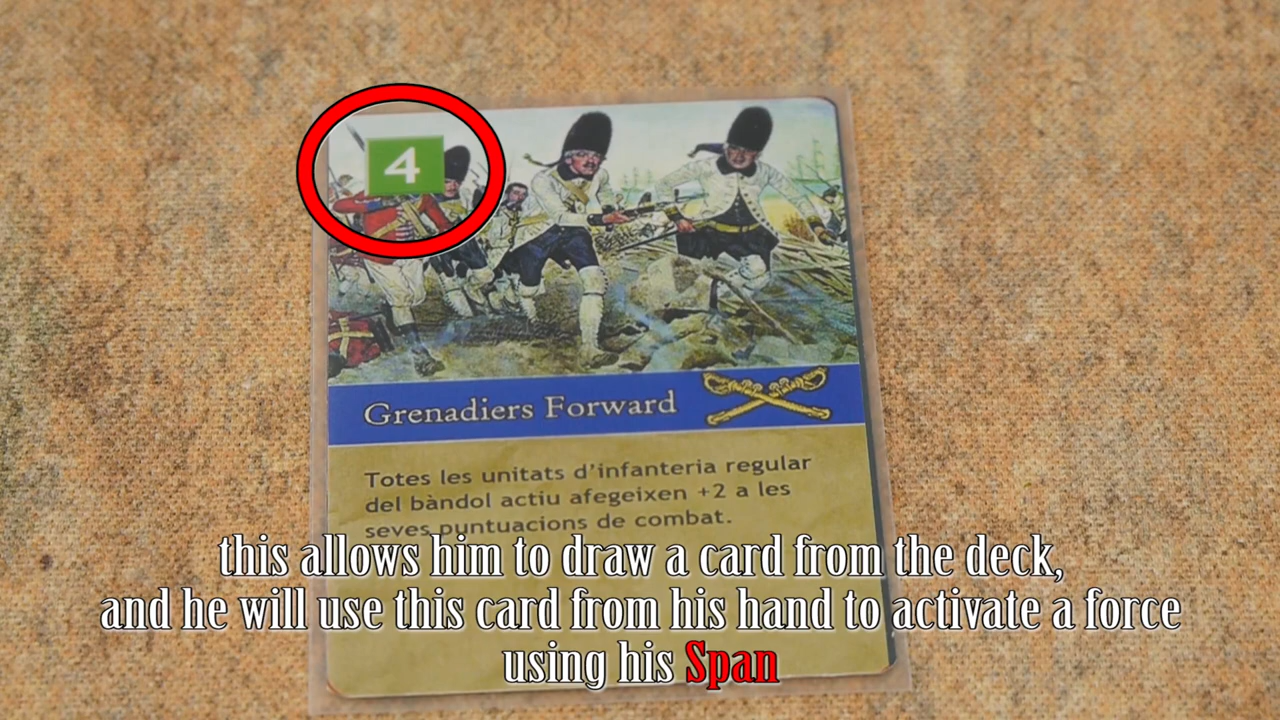 4
Grenadiers Forward
Totes les unitats d'infanteria regular
del bàndol actiu afegeixen +2 a les
seves puntuacions de combat.
this allows him to draw a card from the deck,
and he will use this card from his hand to activate a force
using his Span